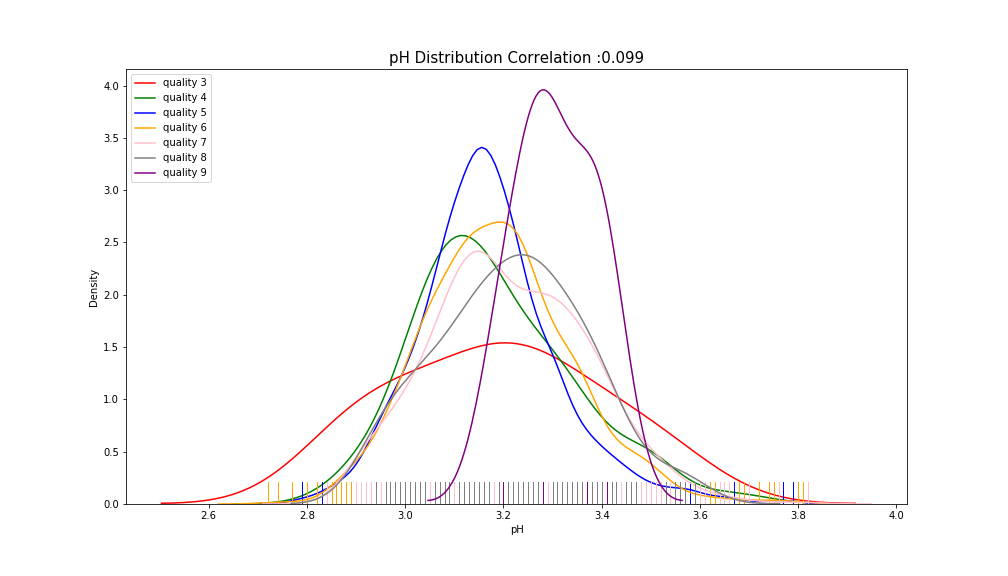 pH Distribution Correlation :0.099
quality 3
quality 4
quality 5
quality 6
quality 7
quality 8
quality 9
4.0
3.5
3.0
2.5
2.0
1.5
1.0
0.5
0.0
Density
2.6 2.8 3.0 3.2 3.4 3.6 3.8 4.0
pH